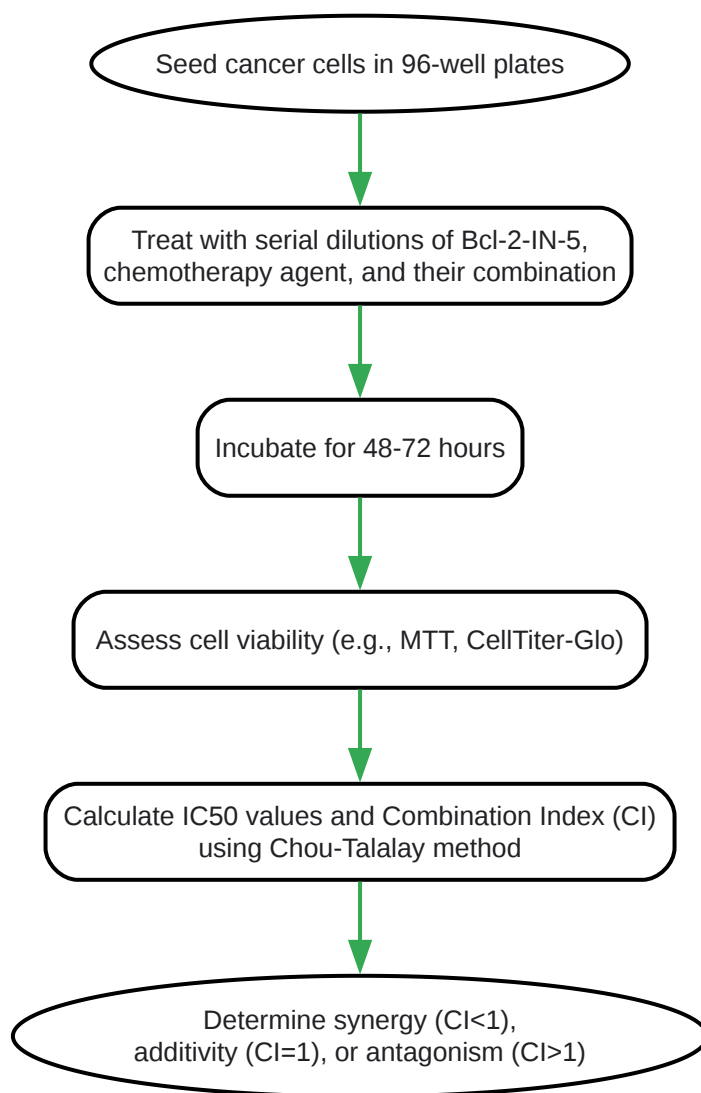 Seed cancer cells in 96-well plates
Treat with serial dilutions of Bcl-2-IN-5,
chemotherapy agent, and their combination
Incubate for 48-72 hours
Assess cell viability (e.g., MTT, CellTiter-Glo)
Calculate IC50 values and Combination Index (CI)
using Chou-Talalay method
Determine synergy (CI<1),
additivity (CI=1), or antagonism (CI>1)